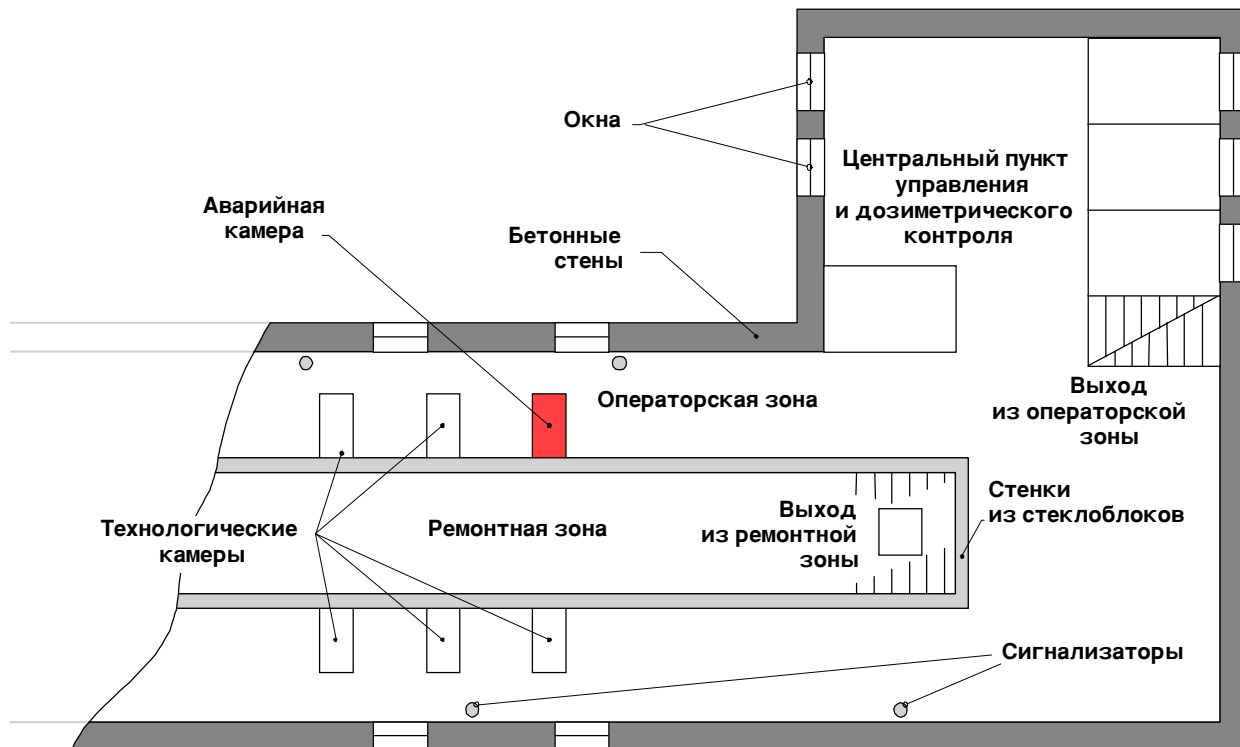 Окна
Центральный пункт
управления
и дозиметрического
контроля
Аварийная
камера
Бетонные
стены
Операторская зона
Выход
из операторской
зоны
Технологические
камеры
Ремонтная зона
Выход
из ремонтной
зоны
Стенки
из стеклоблоков
Сигнализаторы